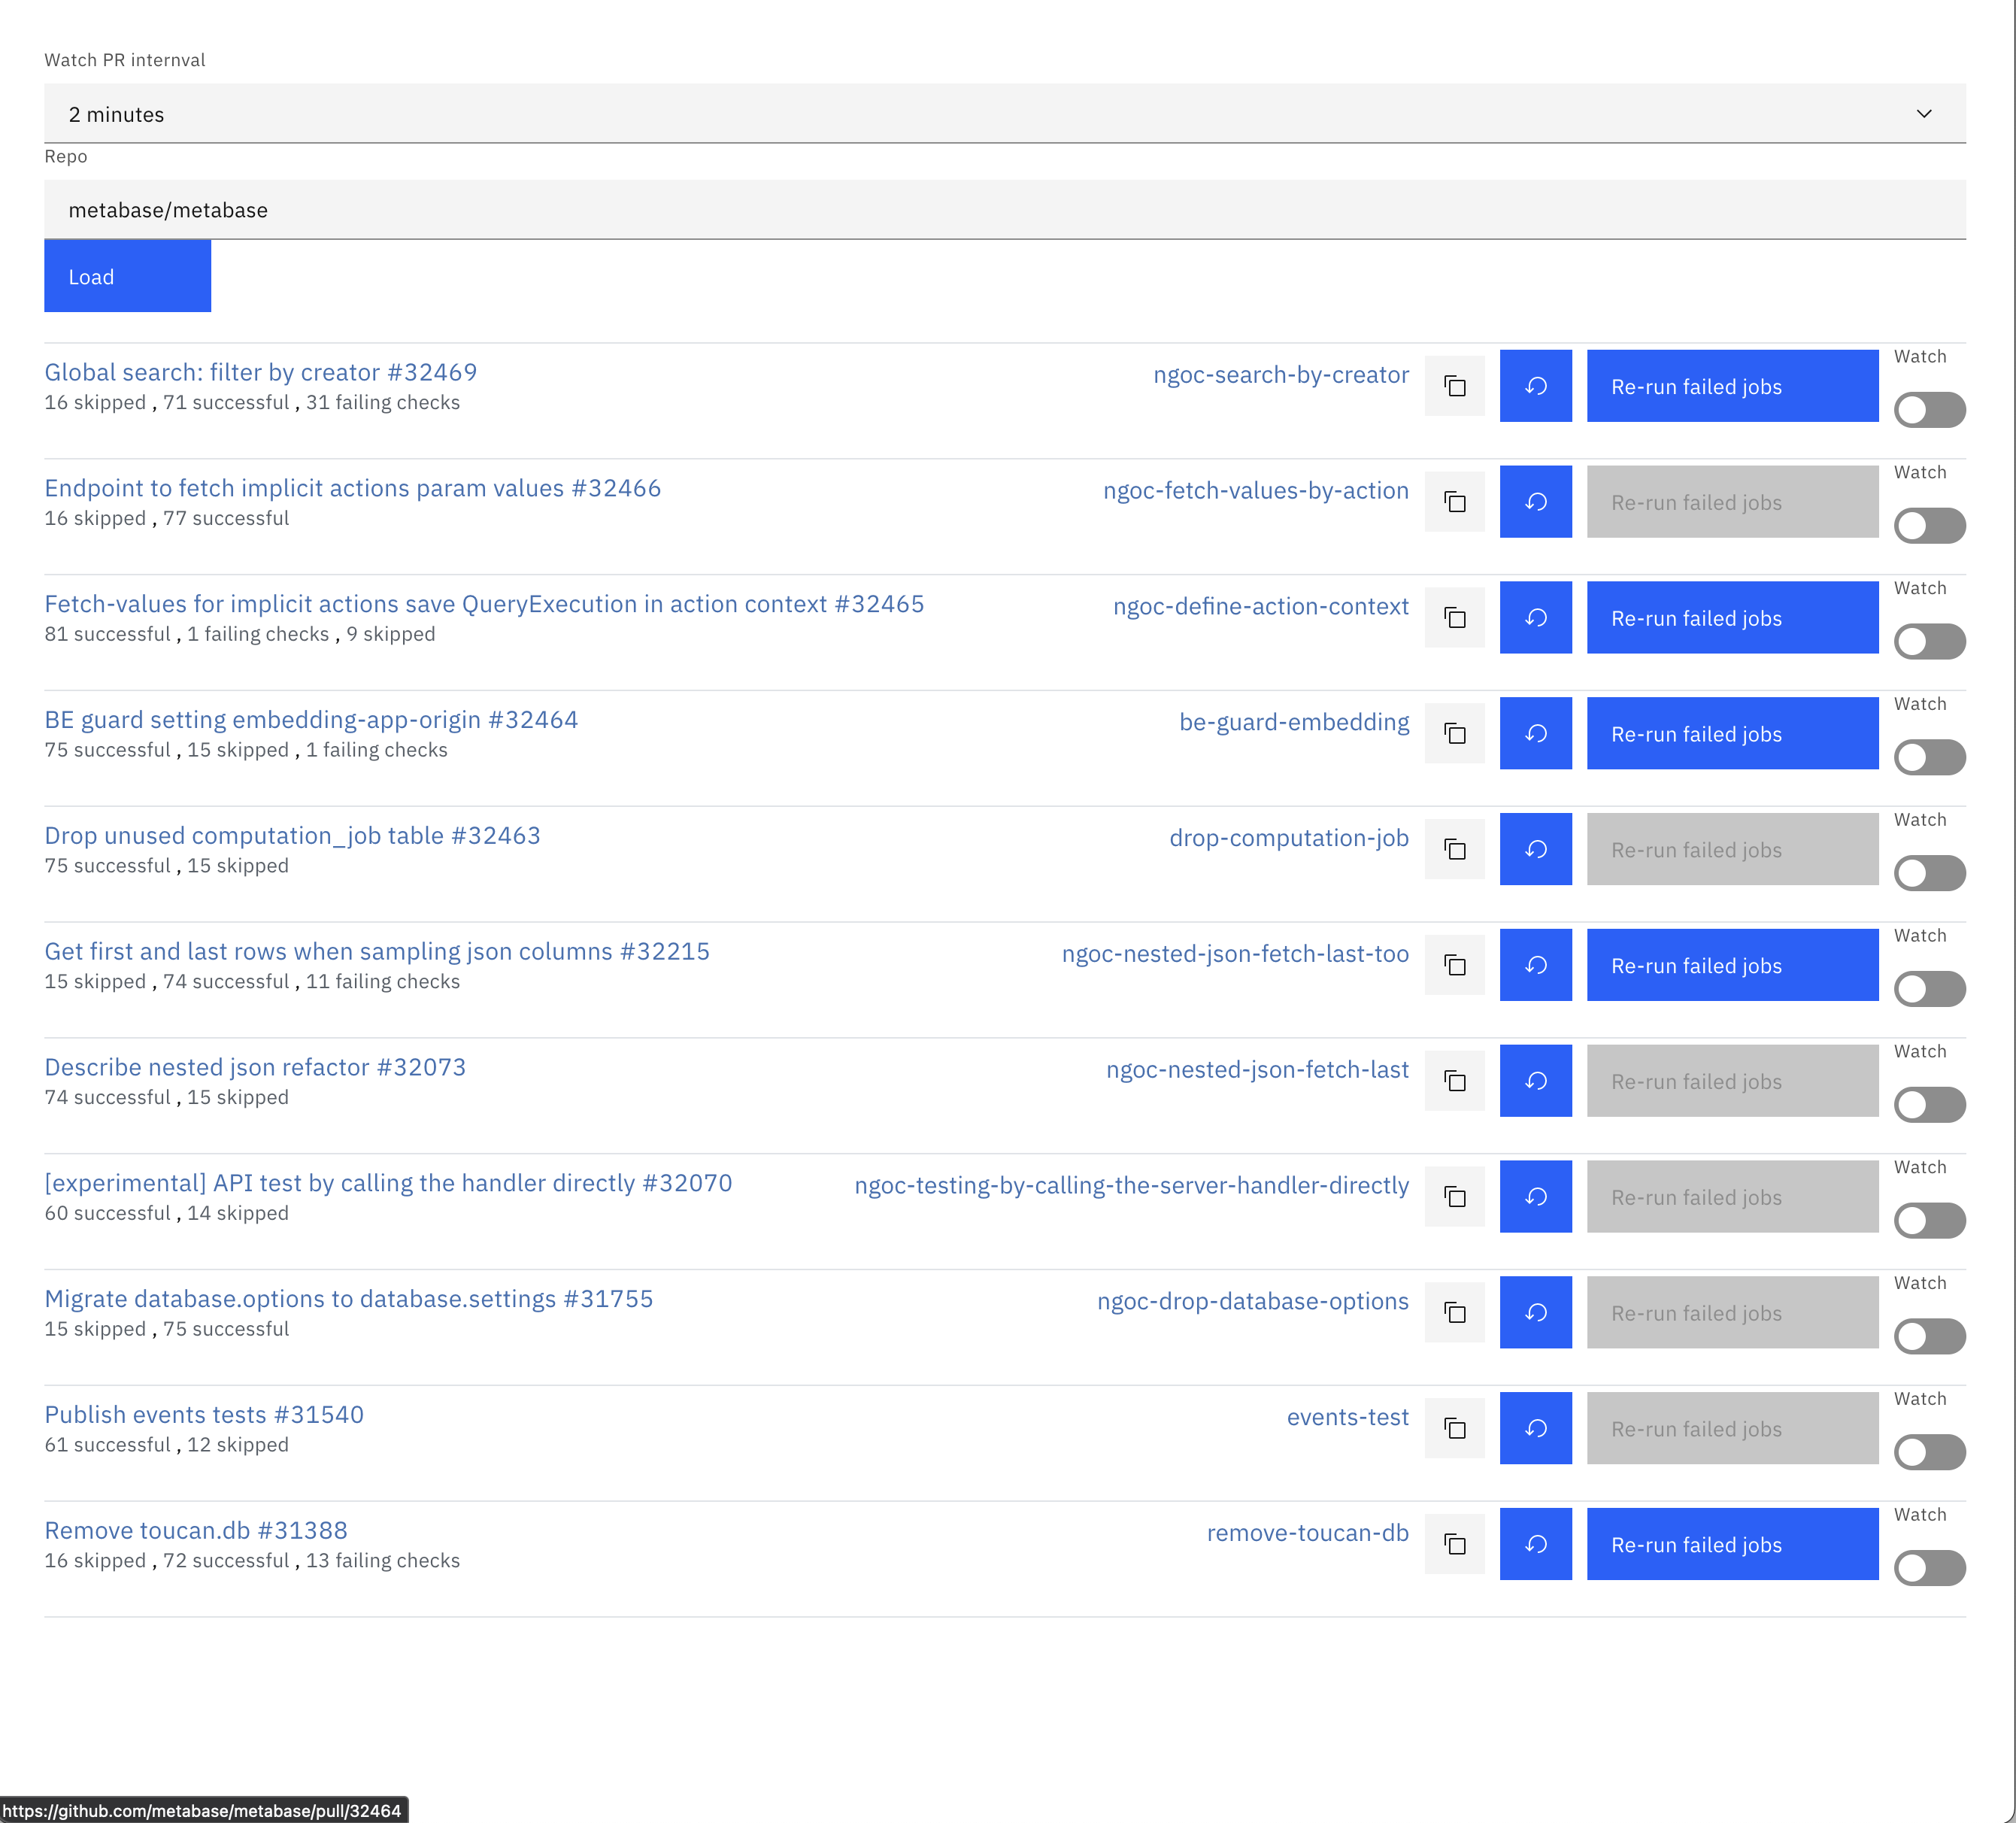 Watch PR internval
2 minutes
Repo
metabase/metabase
Load
Global search: filter by creator #32469
16 skipped , 71 successful , 31 failing checks
ngoc-search-by-creator
Re-run failed jobs
Watch
Endpoint to fetch implicit actions param values #32466
16 skipped , 77 successful
ngoc-fetch-values-by-action
Re-run failed jobs
Watch
Fetch-values for implicit actions save QueryExecution in action context #32465
81 successful , 1 failing checks , 9 skipped
ngoc-define-action-context
Re-run failed jobs
Watch
BE guard setting embedding-app-origin #32464
75 successful , 15 skipped , 1 failing checks
be-guard-embedding
Re-run failed jobs
Watch
Drop unused computation_job table #32463
75 successful , 15 skipped
drop-computation-job
Re-run failed jobs
Watch
Get first and last rows when sampling json columns #32215
15 skipped , 74 successful , 11 failing checks
ngoc-nested-json-fetch-last-too
Re-run failed jobs
Watch
Describe nested json refactor #32073
74 successful , 15 skipped
ngoc-nested-json-fetch-last
Re-run failed jobs
Watch
[experimental] API test by calling the handler directly #32070
60 successful , 14 skipped
ngoc-testing-by-calling-the-server-handler-directly
Re-run failed jobs
Watch
Migrate database.options to database.settings #31755
15 skipped , 75 successful
ngoc-drop-database-options
Re-run failed jobs
Watch
Publish events tests #31540
61 successful , 12 skipped
events-test
Re-run failed jobs
Watch
Remove toucan.db #31388
16 skipped , 72 successful , 13 failing checks
remove-toucan-db
Re-run failed jobs
Watch
https://github.com/metabase/metabase/pull/32464